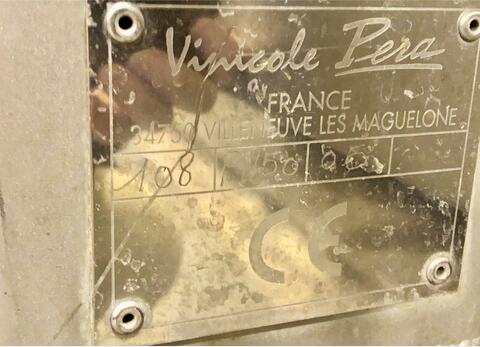 Vinicole Pera
FRANCE
34750 VILLENEUVE LES MAGUELONE
108
CE